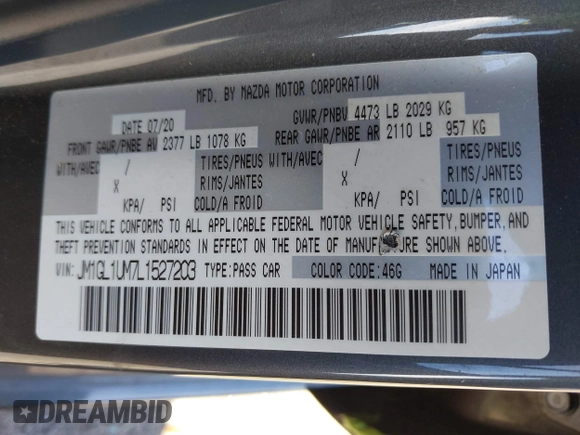 MFD. BY MAZDA MOTOR CORPORATION
DATE 07/20 GVWR/PNBV 4473 LB 2029 KG
FRONT GAWR/PNBE AV 2377 LB 1078 KG REAR GAWR/PNBE AR 2110 LB 957 KG
WITH/AVEC / TIRES/PNEUS WITH/AVEC / TIRES/PNEUS
X RIMS/JANTES X RIMS/JANTES
KPA/ PSI COLD/A FROID KPA/ PSI COLD/A FROID
THIS VEHICLE CONFORMS TO ALL APPLICABLE FEDERAL MOTOR VEHICLE SAFETY, BUMPER, AND
THEFT PREVENTION STANDARDS IN EFFECT ON THE DATE OF MANUFACTURE SHOWN ABOVE.
VIN: JM1GL1UM7L1527203 TYPE: PASS CAR COLOR CODE: 46G MADE IN JAPAN
DREAMBID